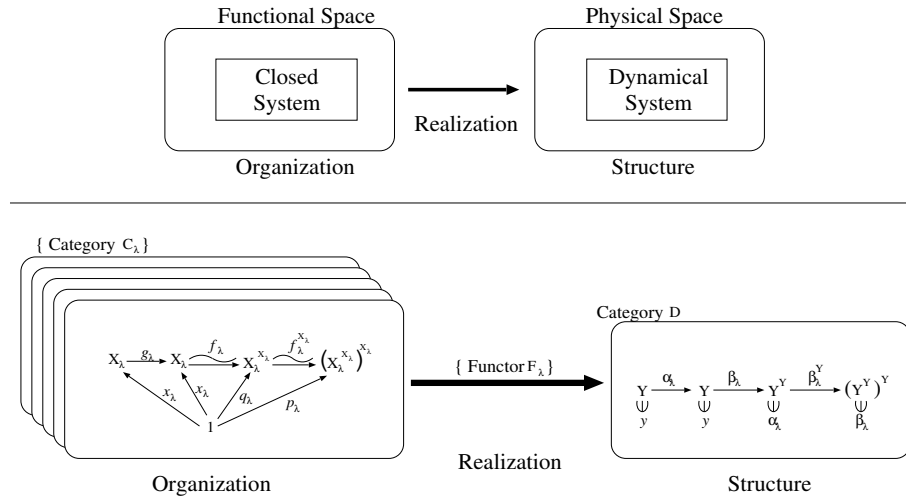 Functional Space
Physical Space
Closed System
Dynamical System
Realization
Organization
Structure
{ Category C_λ }
X_λ g_λ X_λ f_λ X_λ^{X_λ} f_λ^{X_λ} (X_λ^{X_λ})^{X_λ}
x_λ x_λ q_λ p_λ
1
{ Functor F_λ }
Category D
Y α_λ Y β_λ Y^Y β_λ^Y (Y^Y)^Y
y y α_λ β_λ
Organization
Realization
Structure